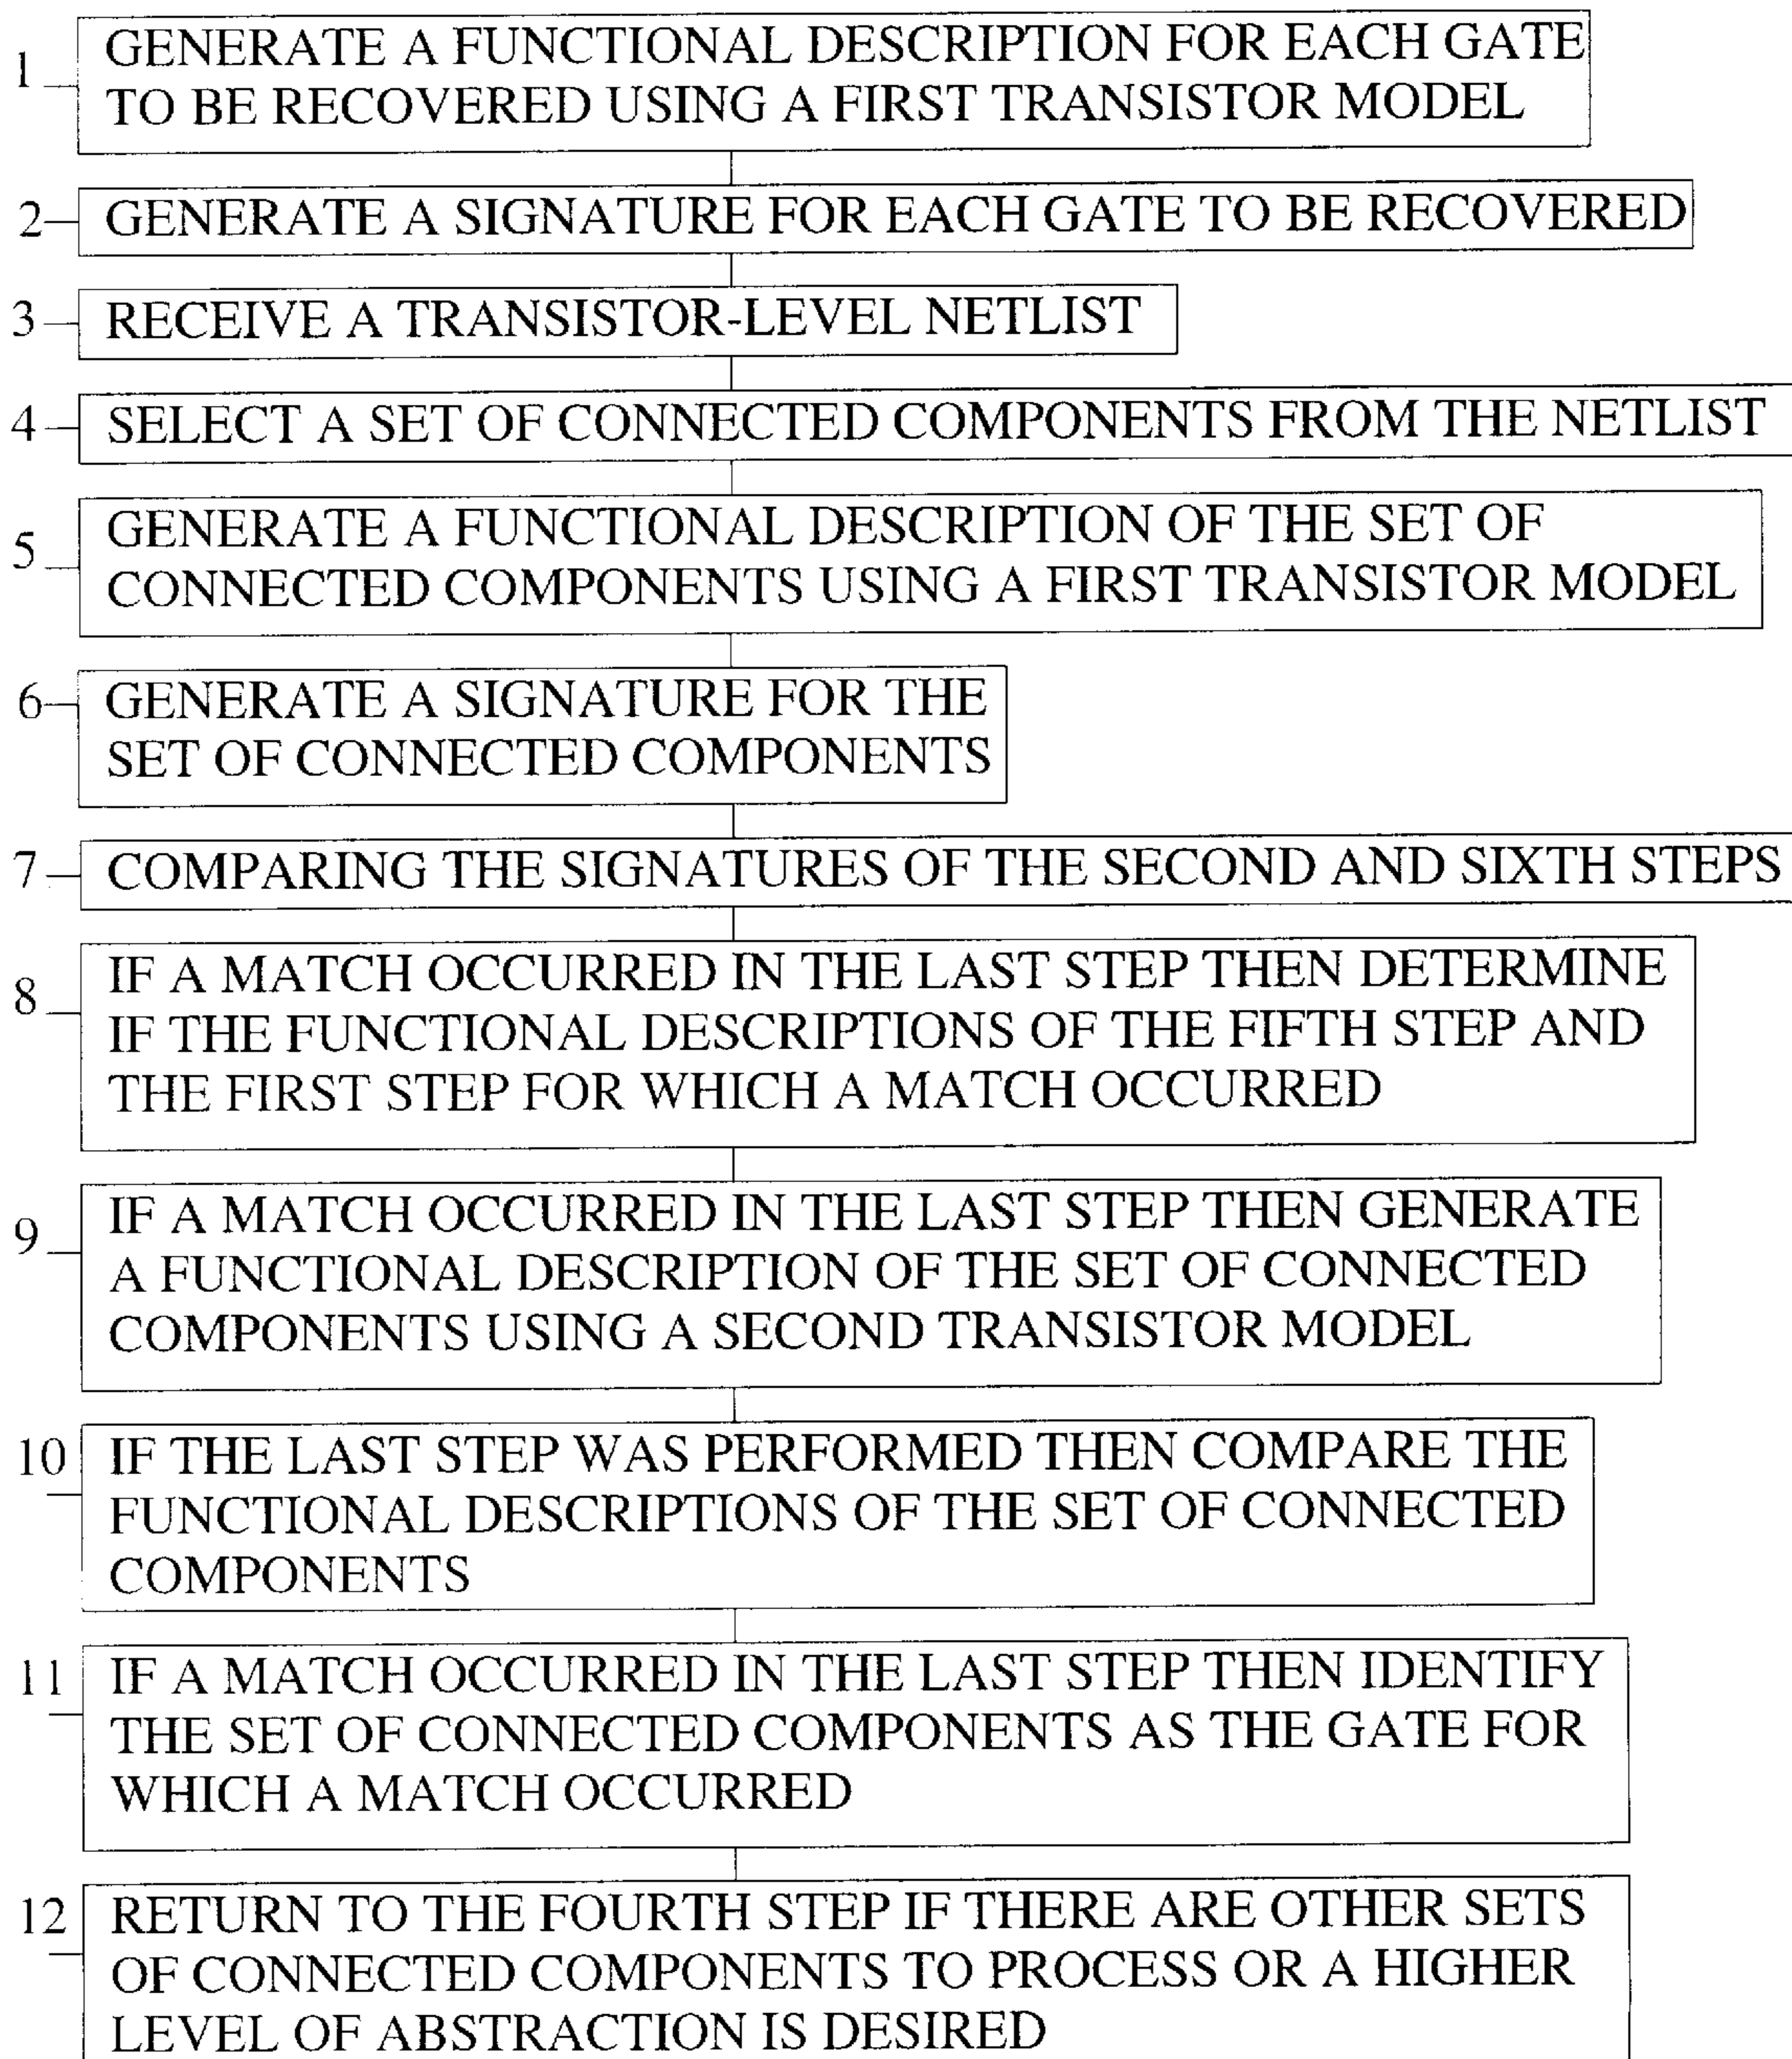 1 GENERATE A FUNCTIONAL DESCRIPTION FOR EACH GATE
TO BE RECOVERED USING A FIRST TRANSISTOR MODEL
2 GENERATE A SIGNATURE FOR EACH GATE TO BE RECOVERED
3 RECEIVE A TRANSISTOR-LEVEL NETLIST
4 SELECT A SET OF CONNECTED COMPONENTS FROM THE NETLIST
5 GENERATE A FUNCTIONAL DESCRIPTION OF THE SET OF
CONNECTED COMPONENTS USING A FIRST TRANSISTOR MODEL
6 GENERATE A SIGNATURE FOR THE
SET OF CONNECTED COMPONENTS
7 COMPARING THE SIGNATURES OF THE SECOND AND SIXTH STEPS
8 IF A MATCH OCCURRED IN THE LAST STEP THEN DETERMINE
IF THE FUNCTIONAL DESCRIPTIONS OF THE FIFTH STEP AND
THE FIRST STEP FOR WHICH A MATCH OCCURRED
9 IF A MATCH OCCURRED IN THE LAST STEP THEN GENERATE
A FUNCTIONAL DESCRIPTION OF THE SET OF CONNECTED
COMPONENTS USING A SECOND TRANSISTOR MODEL
10 IF THE LAST STEP WAS PERFORMED THEN COMPARE THE
FUNCTIONAL DESCRIPTIONS OF THE SET OF CONNECTED
COMPONENTS
11 IF A MATCH OCCURRED IN THE LAST STEP THEN IDENTIFY
THE SET OF CONNECTED COMPONENTS AS THE GATE FOR
WHICH A MATCH OCCURRED
12 RETURN TO THE FOURTH STEP IF THERE ARE OTHER SETS
OF CONNECTED COMPONENTS TO PROCESS OR A HIGHER
LEVEL OF ABSTRACTION IS DESIRED